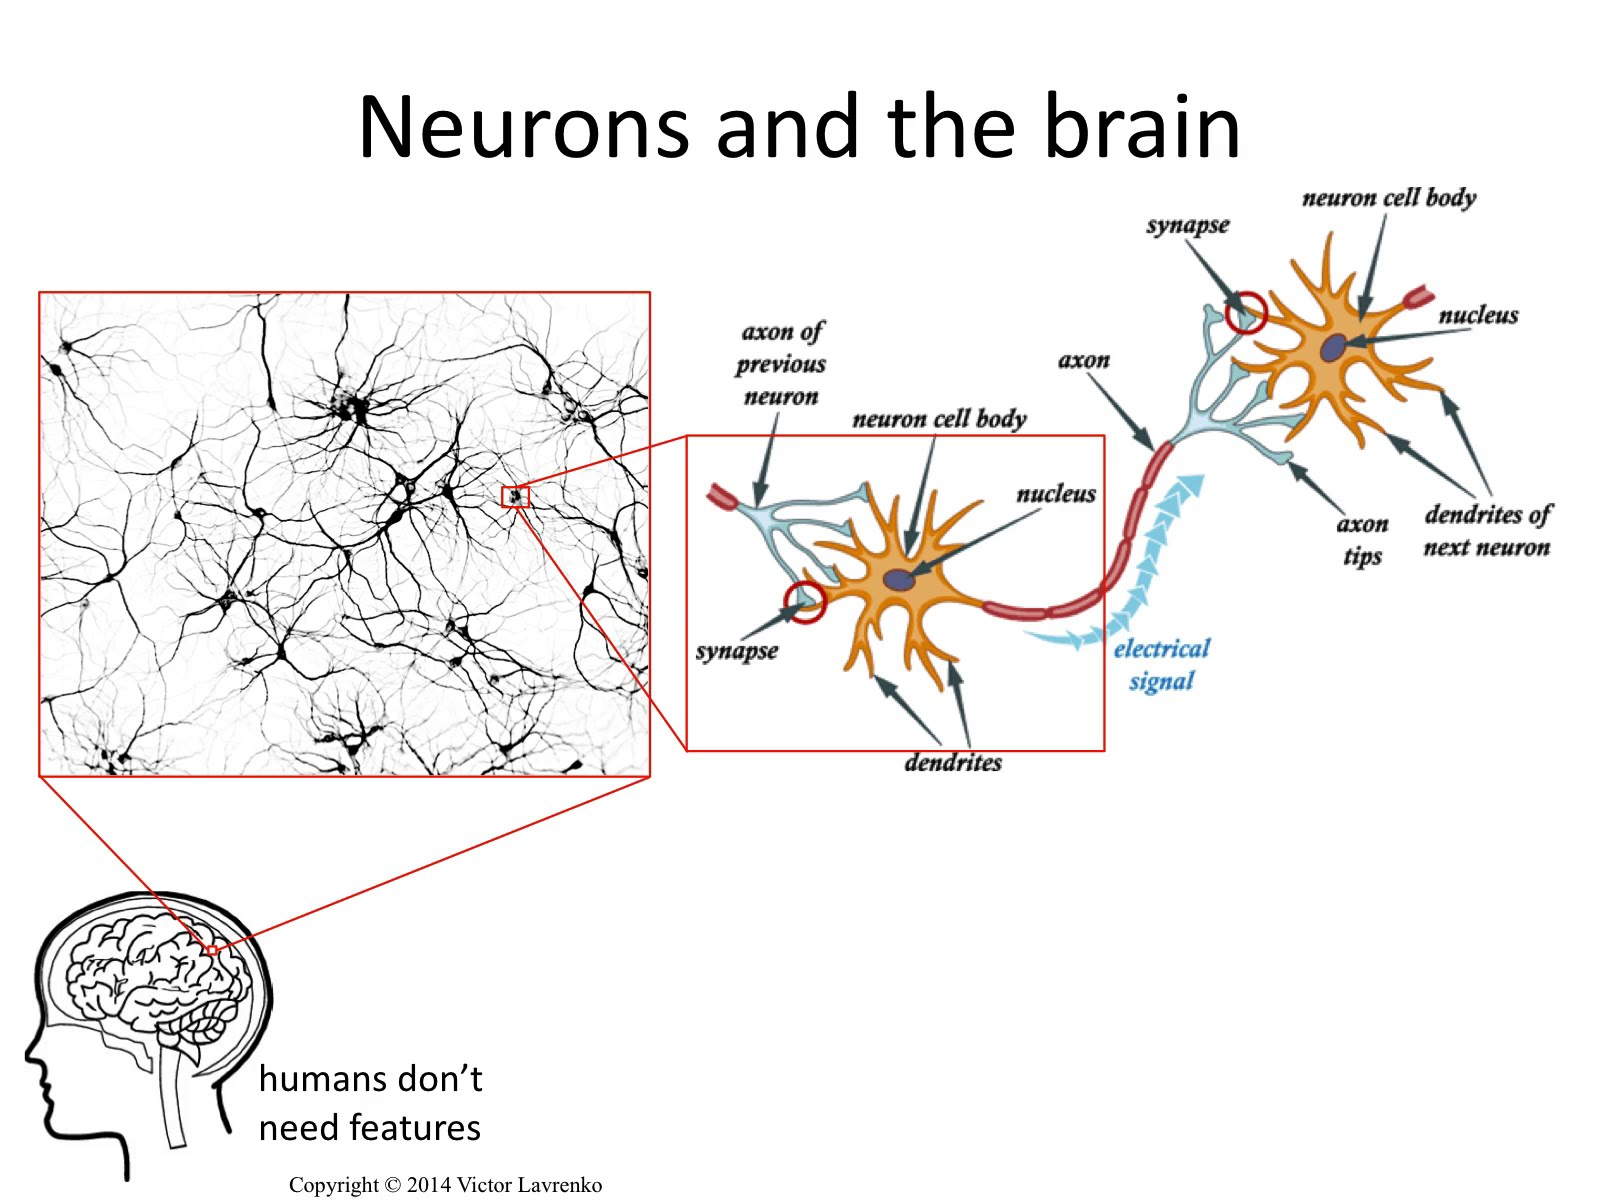 Neurons and the brain
neuron cell body
synapse
nucleus
axon of
previous
neuron
axon
neuron cell body
nucleus
axon
tips
dendrites of
next neuron
synapse
electrical
signal
dendrites
humans don’t
need features
Copyright © 2014 Victor Lavrenko